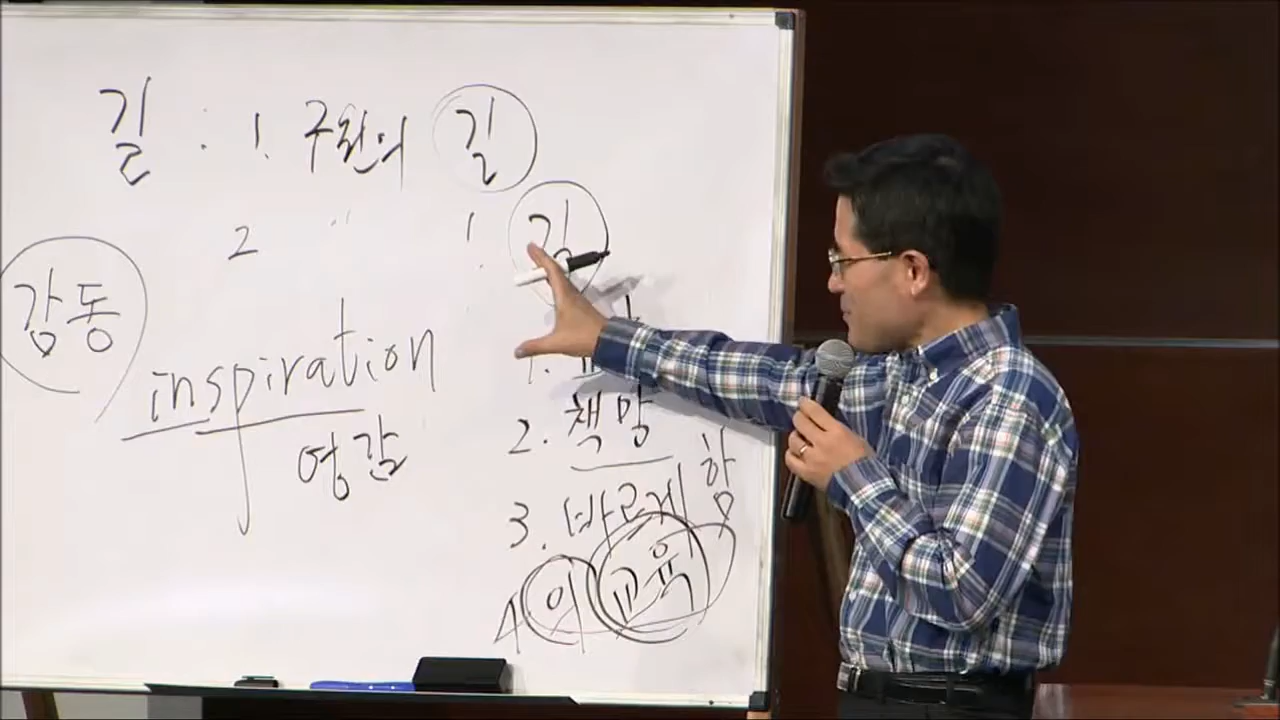 길 : 1. 구원의 길
2 " : 길
감동
inspiration
영감
1.
2. 책망
3. 바르게 함
4 의 교육